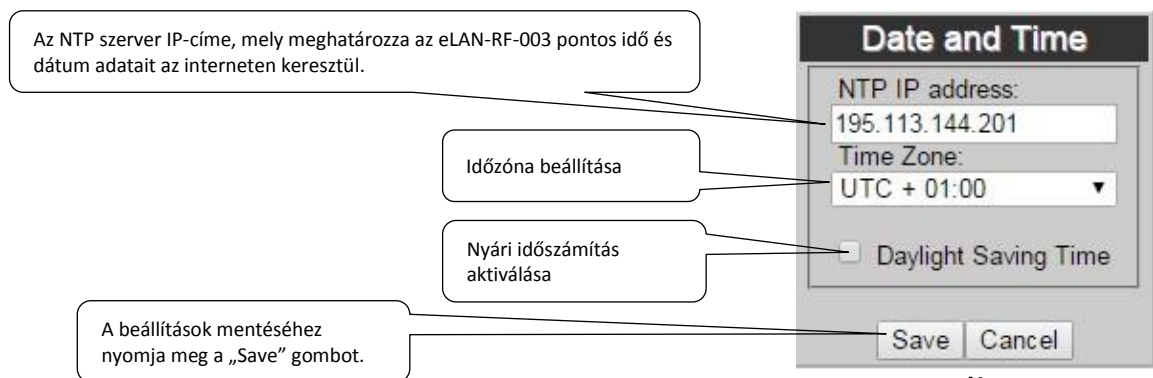 Az NTP szerver IP-címe, mely meghatározza az eLAN-RF-003 pontos idő és
dátum adatait az interneten keresztül.
Időzóna beállítása
Nyári időszámítás
aktiválása
A beállítások mentéséhez
nyomja meg a „Save” gombot.
Date and Time
NTP IP address:
195.113.144.201
Time Zone:
UTC + 01:00
Daylight Saving Time
Save Cancel